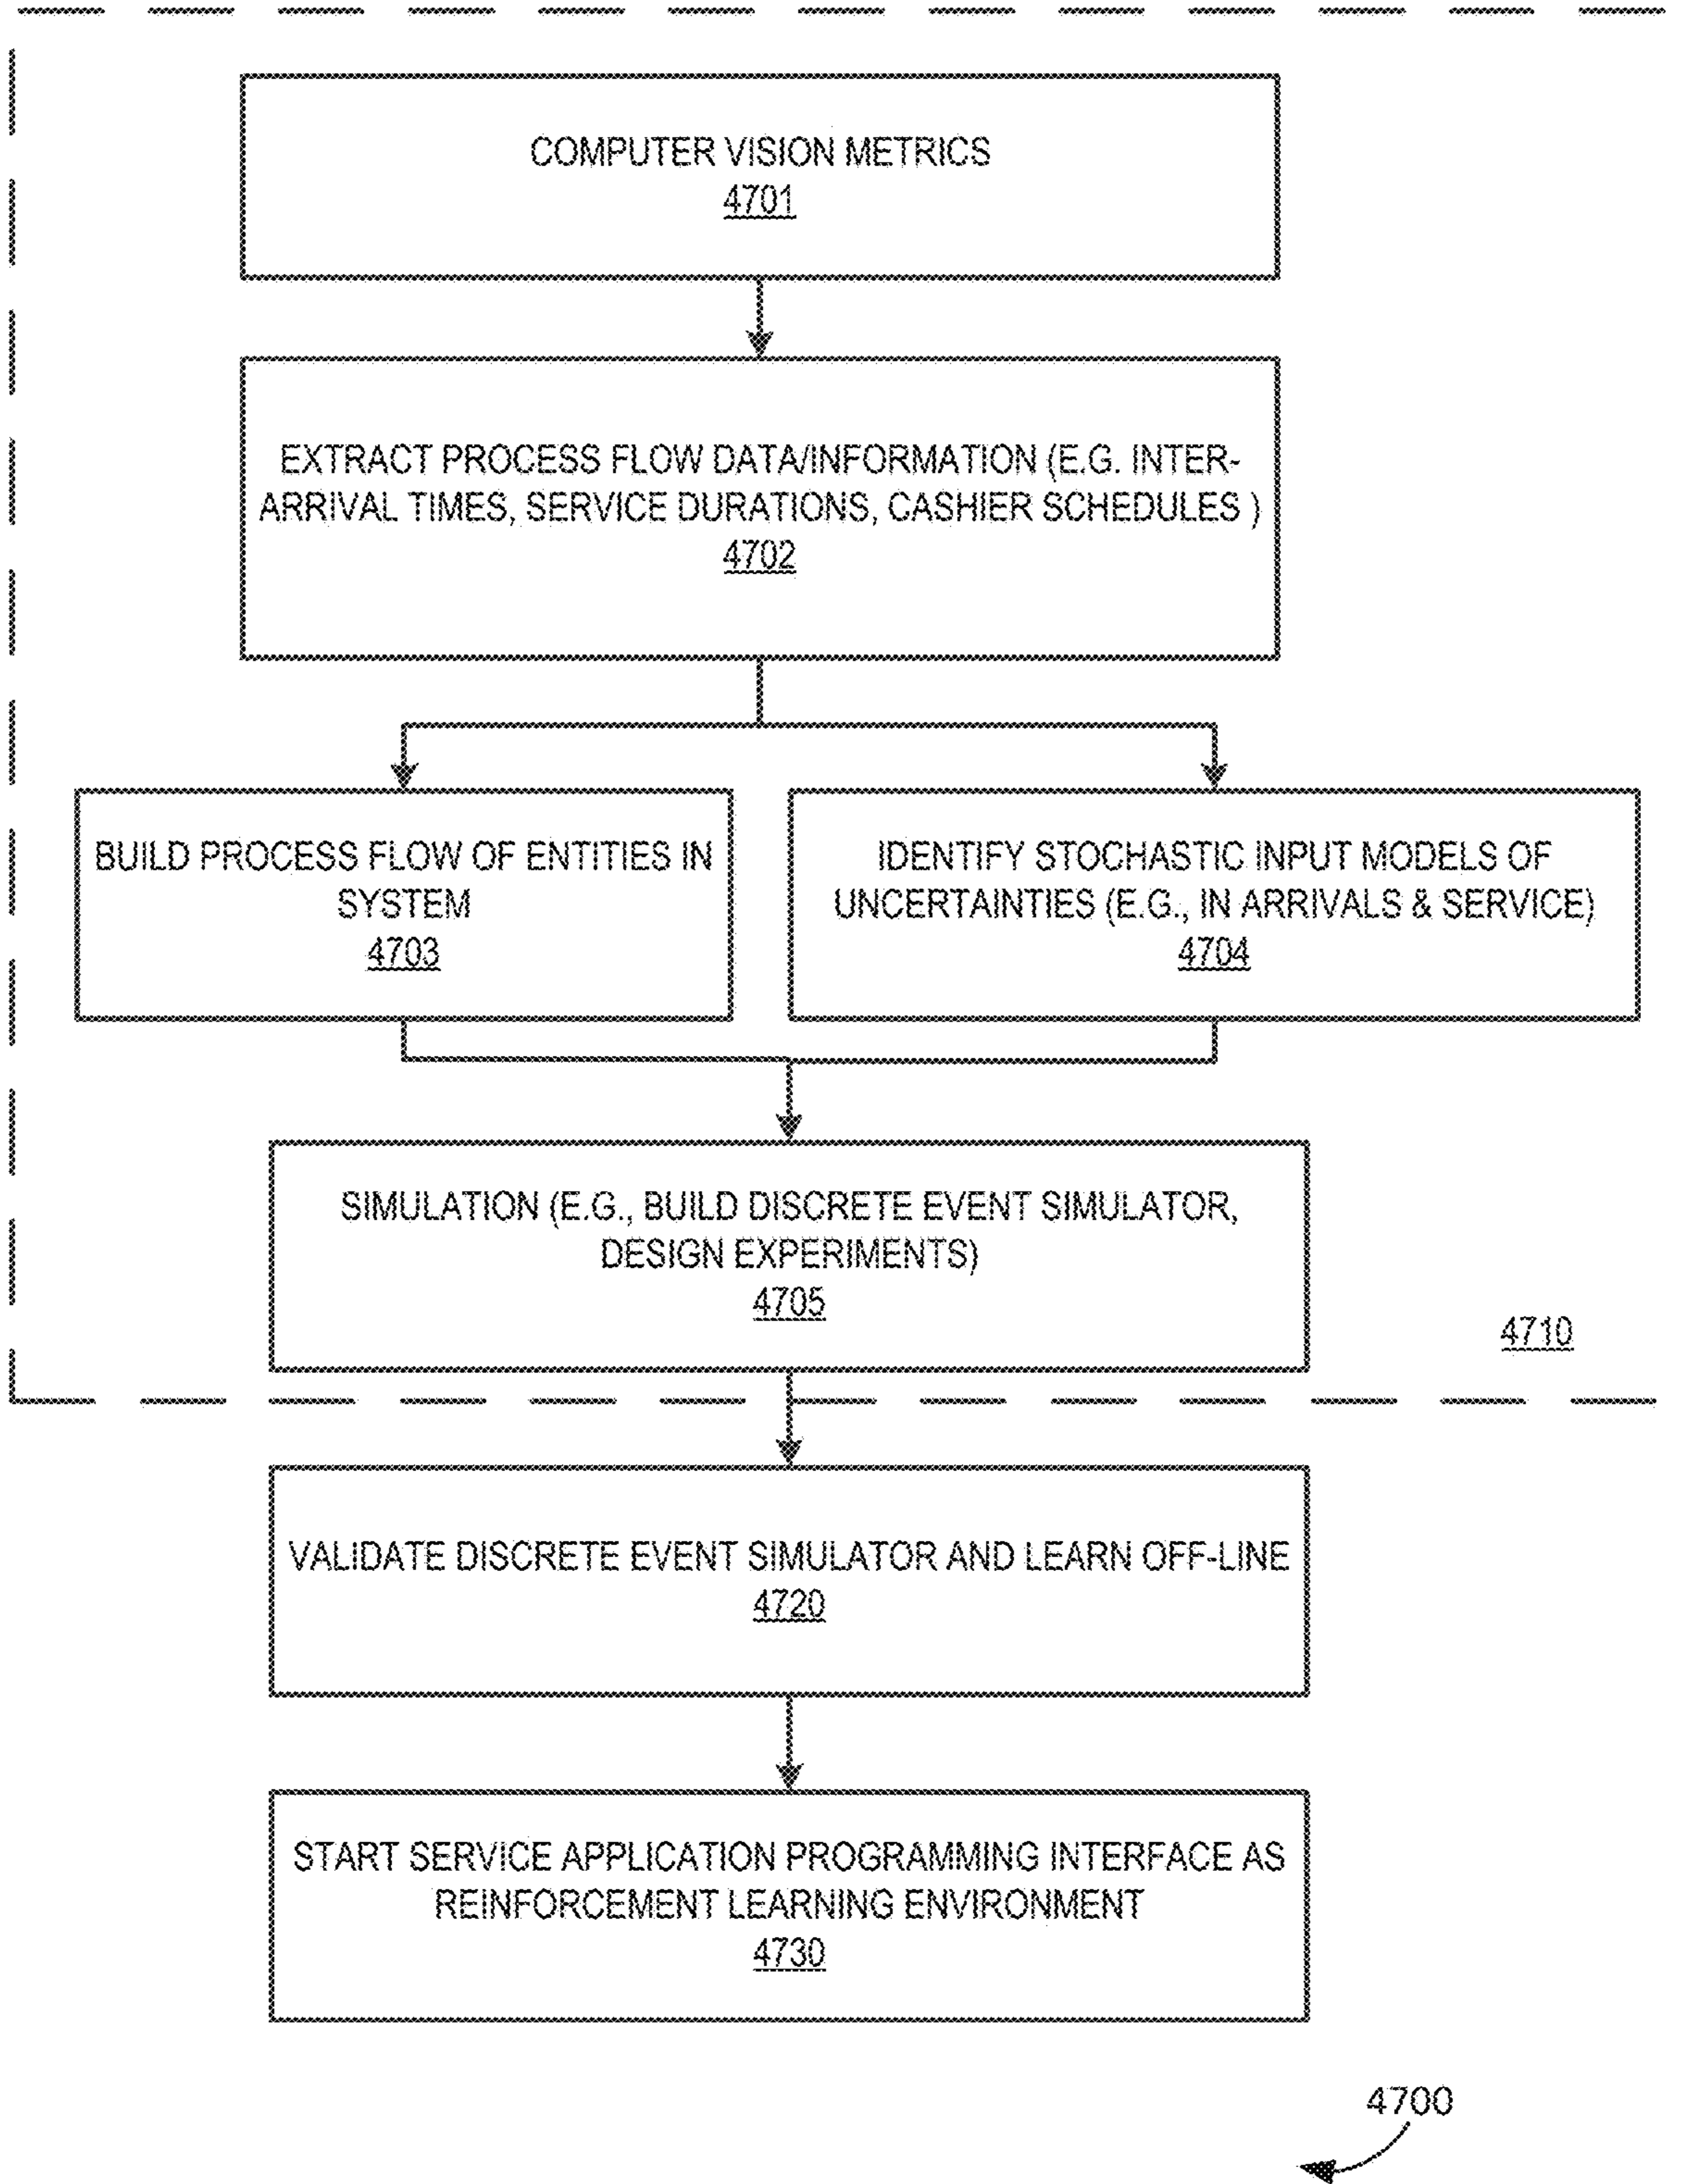 COMPUTER VISION METRICS
4701
EXTRACT PROCESS FLOW DATA/INFORMATION (E.G. INTER-
ARRIVAL TIMES, SERVICE DURATIONS, CASHIER SCHEDULES )
4702
BUILD PROCESS FLOW OF ENTITIES IN
SYSTEM
4703
IDENTIFY STOCHASTIC INPUT MODELS OF
UNCERTAINTIES (E.G., IN ARRIVALS & SERVICE)
4704
SIMULATION (E.G., BUILD DISCRETE EVENT SIMULATOR,
DESIGN EXPERIMENTS)
4705
4710
VALIDATE DISCRETE EVENT SIMULATOR AND LEARN OFF-LINE
4720
START SERVICE APPLICATION PROGRAMMING INTERFACE AS
REINFORCEMENT LEARNING ENVIRONMENT
4730
4700